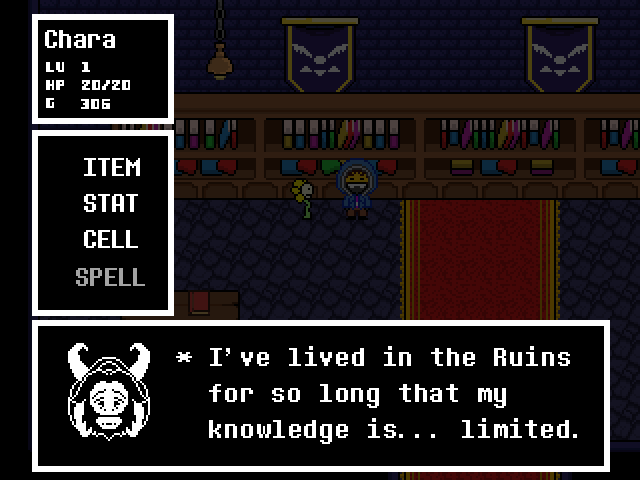 Chara
LV 1
HP 20/20
G 306
ITEM
STAT
CELL
SPELL
* I've lived in the Ruins
for so long that my
knowledge is... limited.